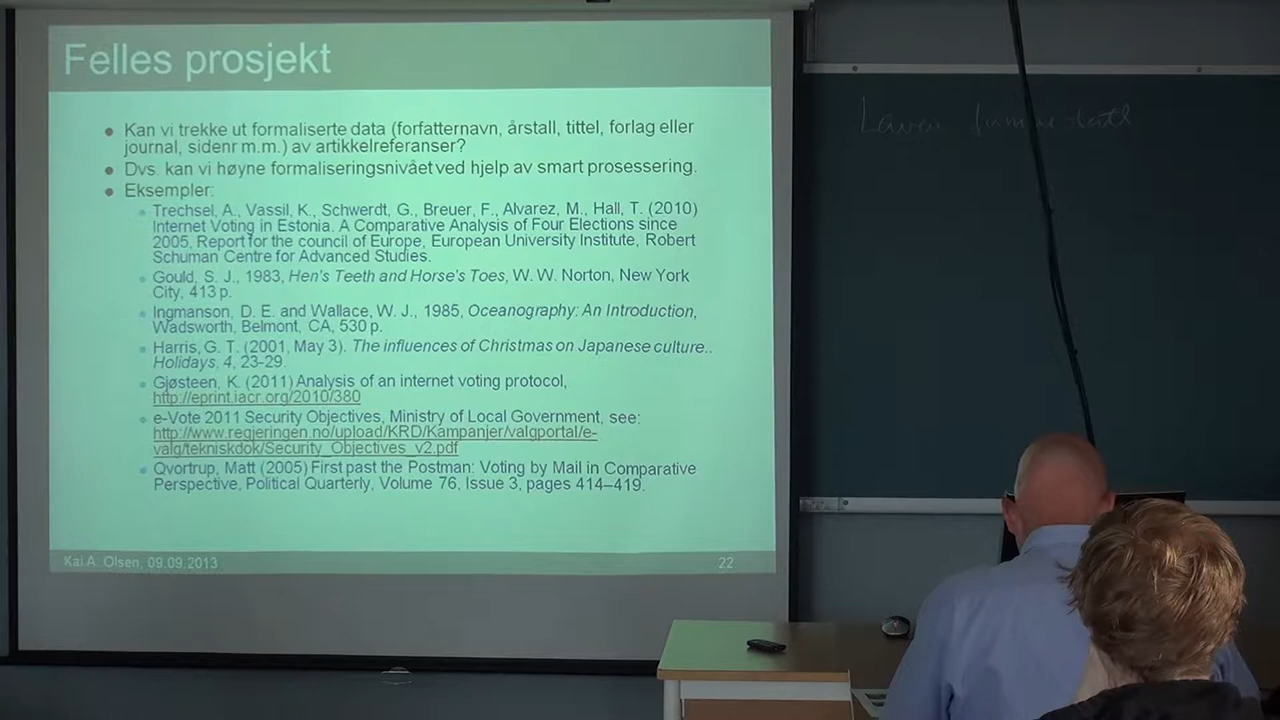 Felles prosjekt
Kan vi trekke ut formaliserte data (forfatternavn, årstall, tittel, forlag eller
journal, sidenr m.m.) av artikkelreferanser?
Dvs. kan vi høyne formaliseringsnivået ved hjelp av smart prosessering.
Eksempler:
Trechsel, A., Vassil, K., Schwerdt, G., Breuer, F., Alvarez, M., Hall, T. (2010)
Internet Voting in Estonia. A Comparative Analysis of Four Elections since
2005, Report for the council of Europe, European University Institute, Robert
Schuman Centre for Advanced Studies.
Gould, S. J., 1983, Hen's Teeth and Horse's Toes, W. W. Norton, New York
City, 413 p.
Ingmanson, D. E. and Wallace, W. J., 1985, Oceanography: An Introduction,
Wadsworth, Belmont, CA, 530 p.
Harris, G. T. (2001, May 3). The influences of Christmas on Japanese culture..
Holidays, 4, 23-29.
Gjøsteen, K. (2011) Analysis of an internet voting protocol,
http://eprint.iacr.org/2010/380
e-Vote 2011 Security Objectives, Ministry of Local Government, see:
http://www.regjeringen.no/upload/KRD/Kampanjer/valgportal/e-
valg/tekniskdok/Security_Objectives_v2.pdf
Qvortrup, Matt (2005) First past the Postman: Voting by Mail in Comparative
Perspective, Political Quarterly, Volume 76, Issue 3, pages 414–419.
Kai A. Olsen, 09.09.2013
22